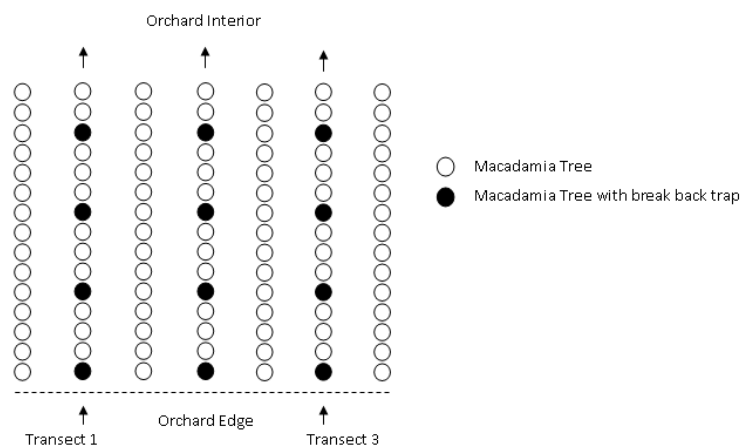 Orchard Interior
Macadamia Tree
Macadamia Tree with break back trap
Orchard Edge
Transect 1
Transect 3